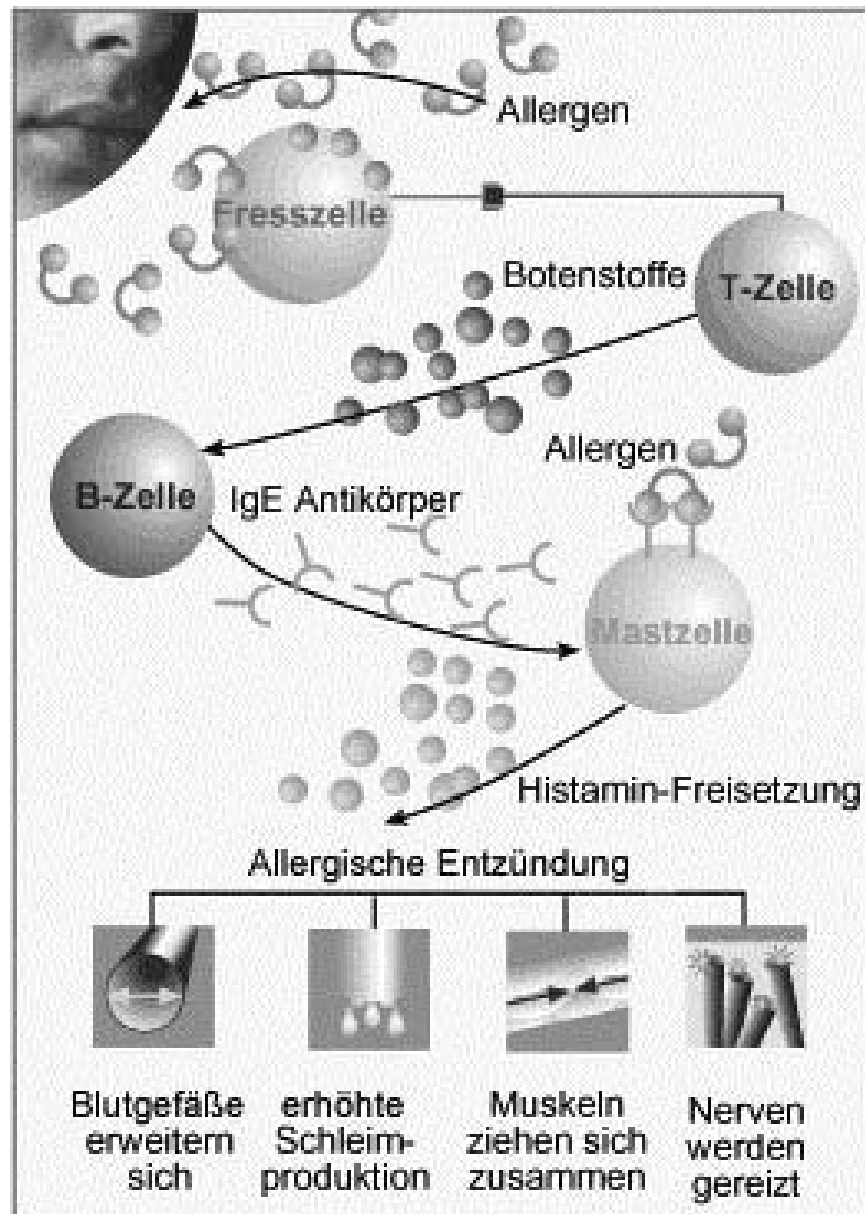 Allergen
Fresszelle
Botenstoffe
T-Zelle
Allergen
B-Zelle
IgE Antikörper
Mastzelle
Histamin-Freisetzung
Allergische Entzündung
Blutgefäße
erweitern
sich
erhöhte
Schleim-
produktion
Muskeln
ziehen sich
zusammen
Nerven
werden
gereizt